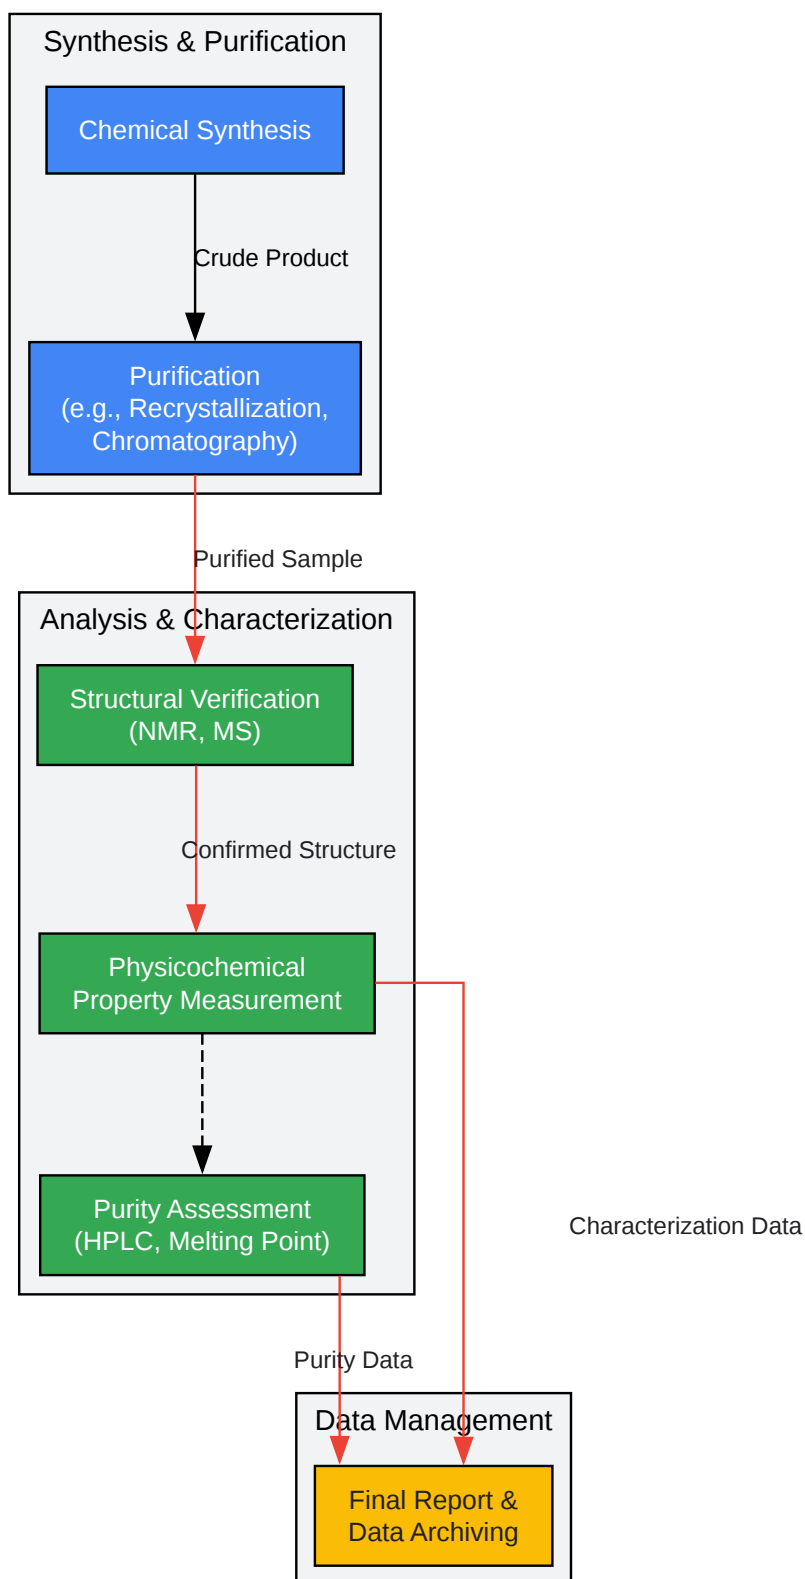 Synthesis & Purification
Chemical Synthesis
Crude Product
Purification
(e.g., Recrystallization,
Chromatography)
Purified Sample
Analysis & Characterization
Structural Verification
(NMR, MS)
Confirmed Structure
Physicochemical
Property Measurement
Purity Assessment
(HPLC, Melting Point)
Characterization Data
Purity Data
Data Management
Final Report &
Data Archiving